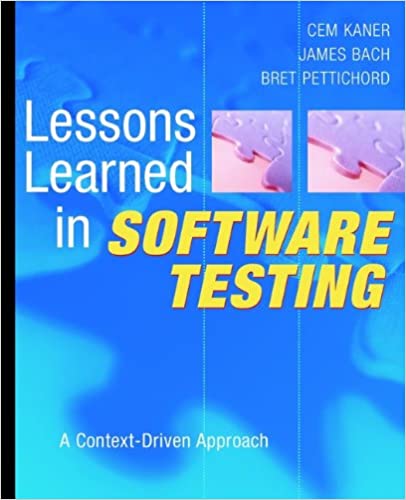 CEM KANER
JAMES BACH
BRET PETTICHORD
Lessons
Learned
in SOFTWARE
TESTING
A Context-Driven Approach